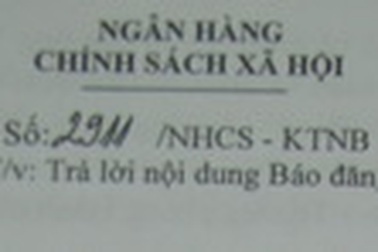 NGÂN HÀNG
CHÍNH SÁCH XÃ HỘI
Số: 2911 /NHCS - KTNB
/v: Trả lời nội dung Báo đăng